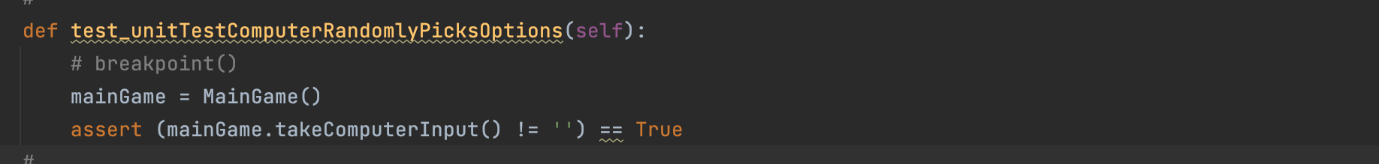 #
def test_unitTestComputerRandomlyPicksOptions(self):
    # breakpoint()
    mainGame = MainGame()
    assert (mainGame.takeComputerInput() != '') == True
#